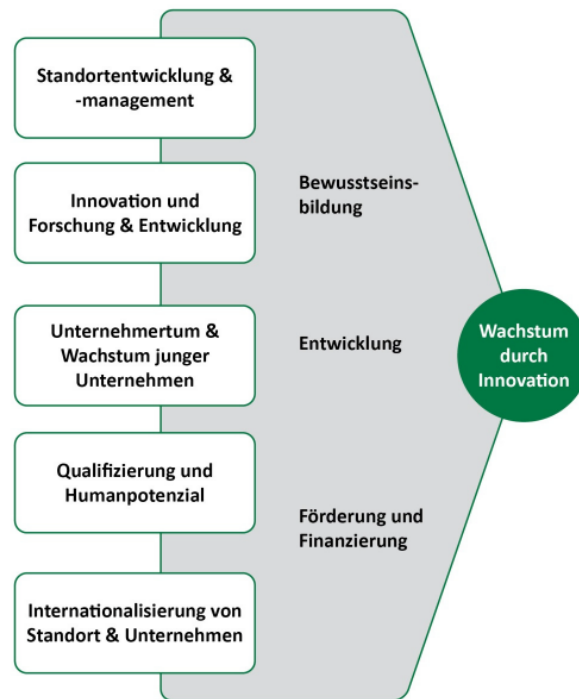 Standortentwicklung &
-management
Innovation und
Forschung & Entwicklung
Unternehmertum &
Wachstum junger
Unternehmen
Qualifizierung und
Humanpotenzial
Internationalisierung von
Standort & Unternehmen
Bewusstseins-
bildung
Entwicklung
Förderung und
Finanzierung
Wachstum
durch
Innovation